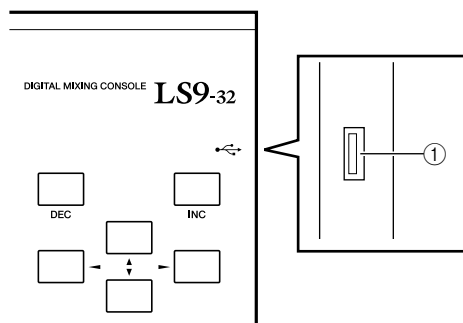 DIGITAL MIXING CONSOLE LS9-32
①
DEC INC